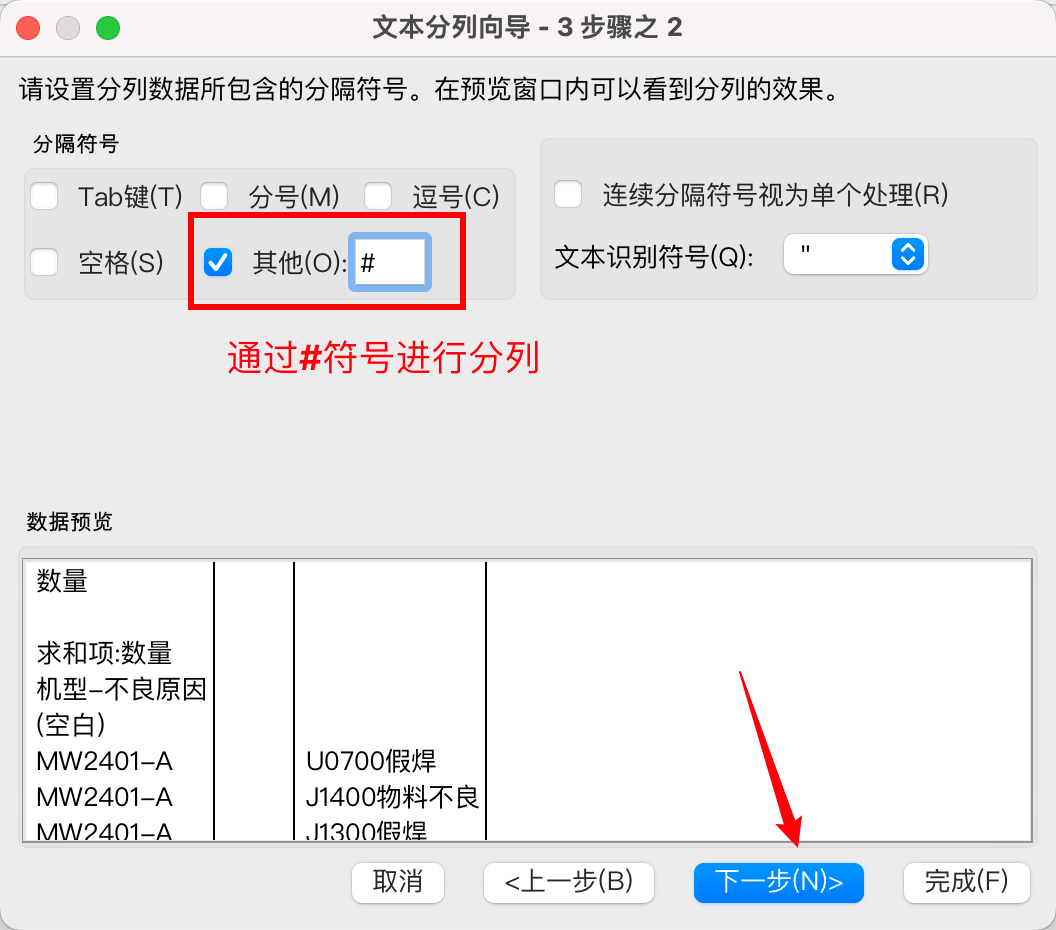 文本分列向导 - 3 步骤之 2
请设置分列数据所包含的分隔符号。在预览窗口内可以看到分列的效果。
分隔符号
Tab键(T) 分号(M) 逗号(C)
连续分隔符号视为单个处理(R)
空格(S) 其他(O): #
文本识别符号(Q): "
通过#符号进行分列
数据预览
数量
求和项:数量
机型-不良原因
(空白)
MW2401-A U0700假焊
MW2401-A J1400物料不良
MW2401-A J1300假焊
取消 <上一步(B) 下一步(N)> 完成(F)